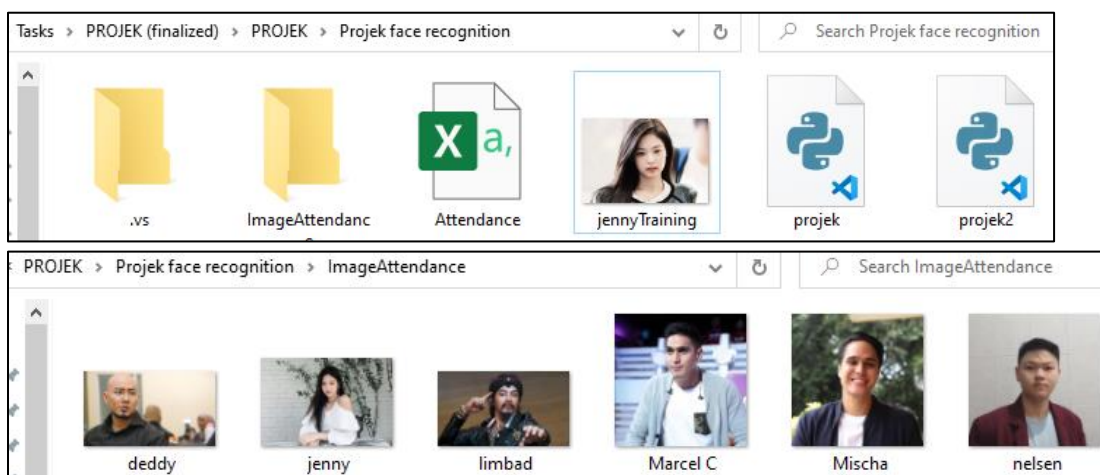 Tasks > PROJEK (finalized) > PROJEK > Projek face recognition
Search Projek face recognition
X a,
.vs
ImageAttendanc
Attendance
jennyTraining
projek
projek2
PROJEK > Projek face recognition > ImageAttendance
Search ImageAttendance
deddy
jenny
limbad
Marcel C
Mischa
nelsen